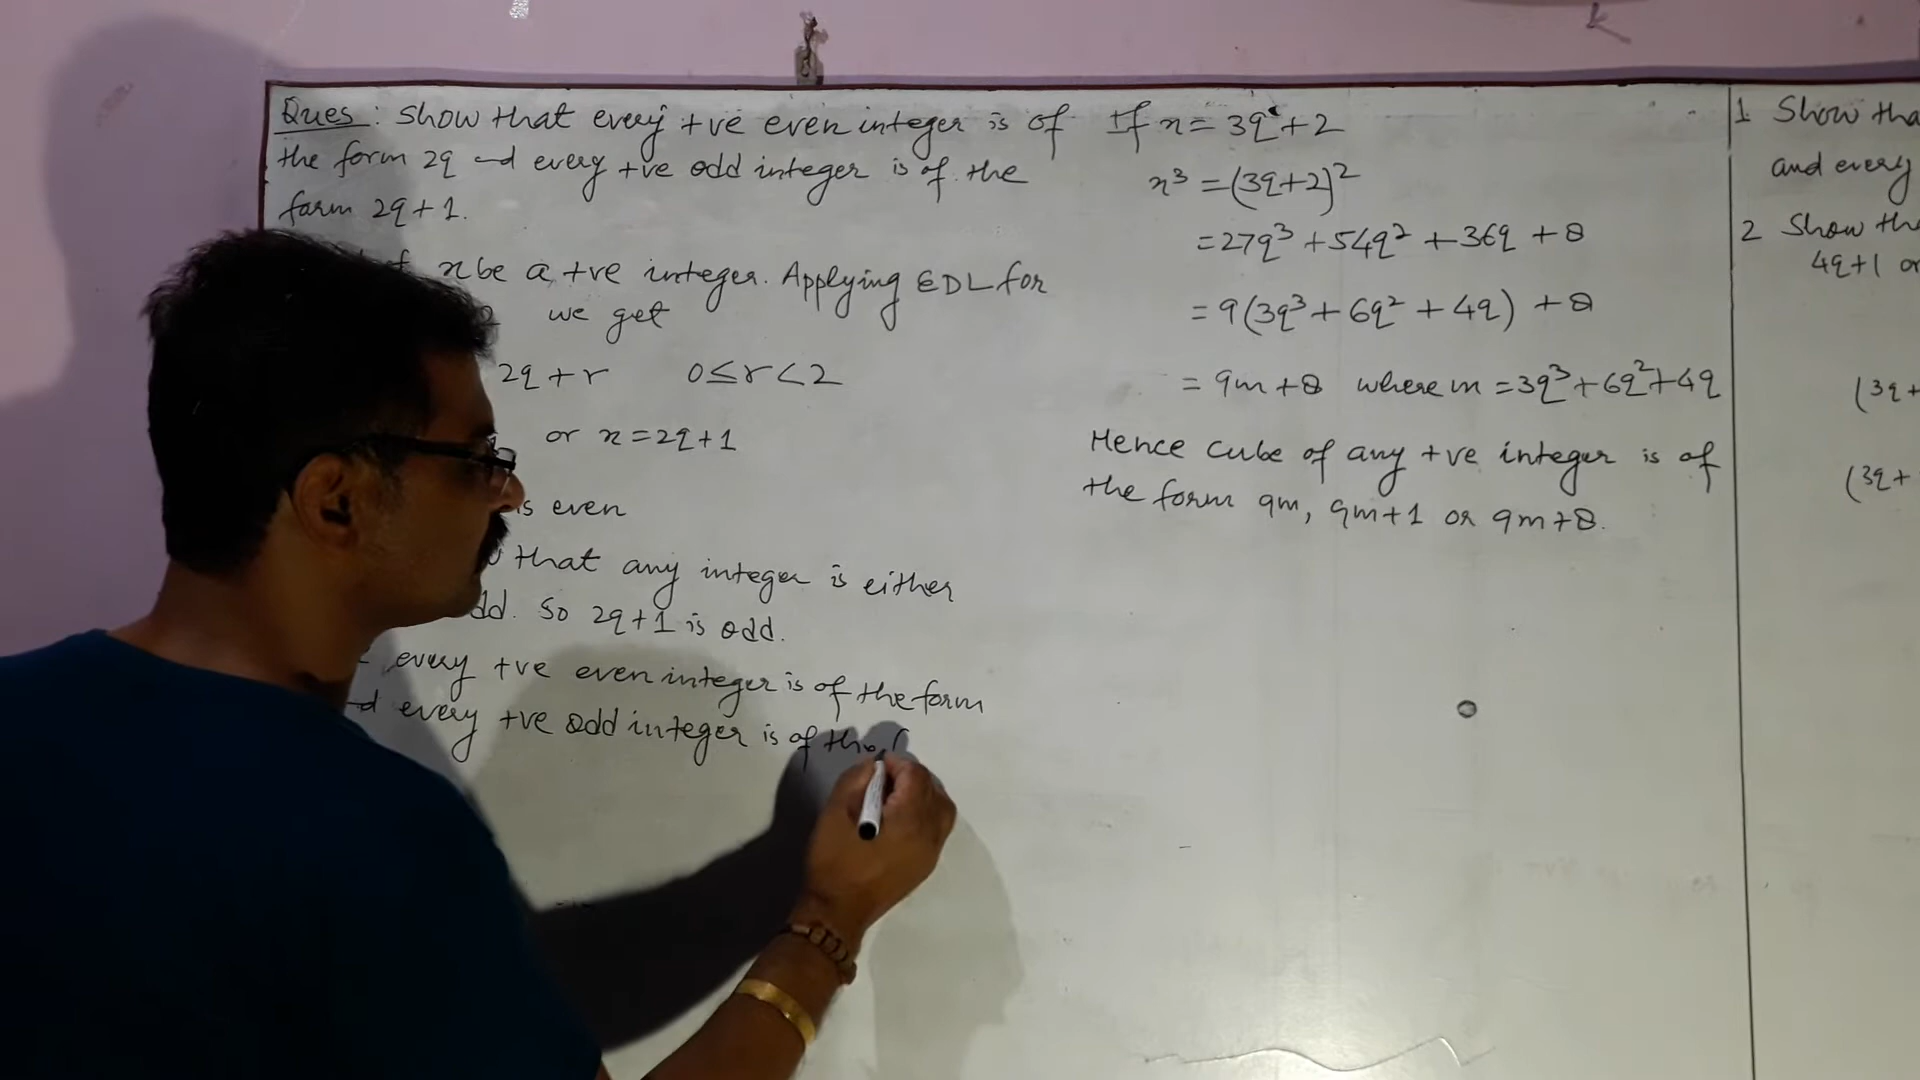 Ques : Show that every +ve even integer is of
the form 2q and every +ve odd integer is of the
form 2q+1.
x be a +ve integer. Applying EDL for
2 we get
2q + r 0≤r<2
or x=2q+1
is even
that any integer is either
odd. So 2q+1 is odd.
every +ve even integer is of the form
every +ve odd integer is of the
If x = 3q+2
x³ = (3q+2)²
= 27q³ + 54q² + 36q + 8
= 9(3q³ + 6q² + 4q) + 8
= 9m+8 where m = 3q³+6q²+4q
Hence cube of any +ve integer is of
the form 9m, 9m+1 or 9m+8.
1 Show
and every
2 Show
4q+1 or
(3q+
(3q+